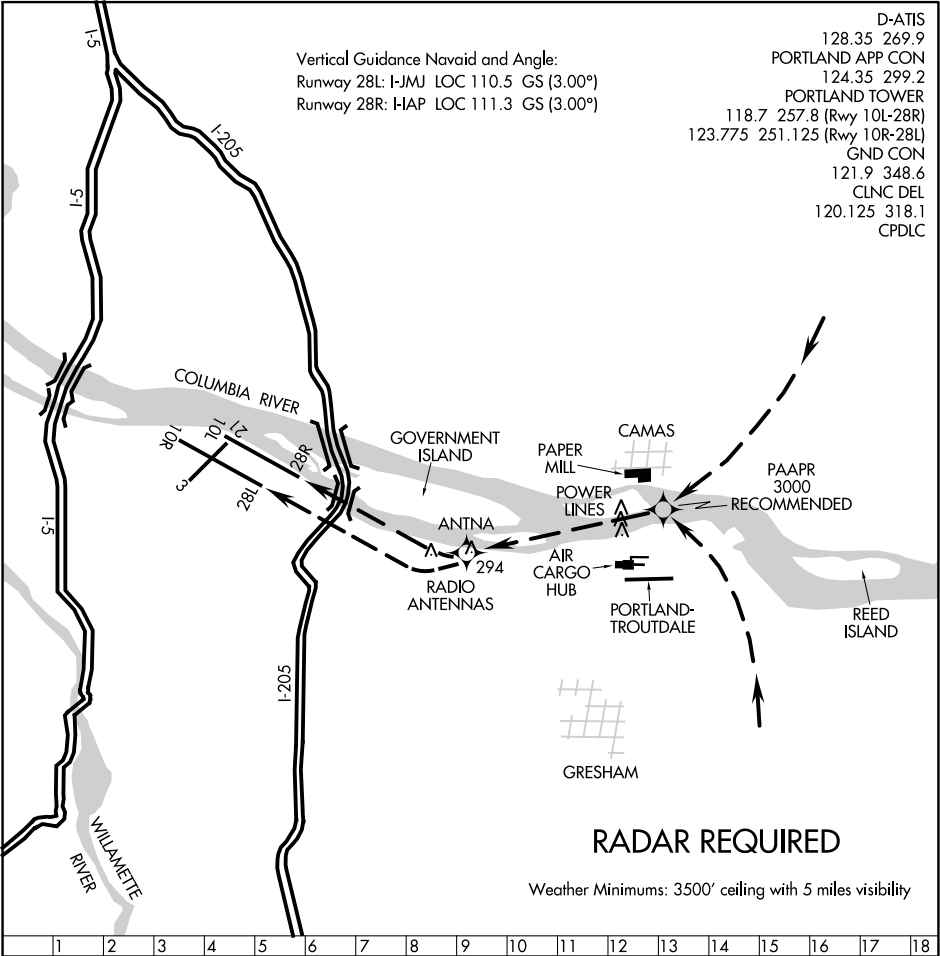 D-ATIS
128.35 269.9
PORTLAND APP CON
124.35 299.2
PORTLAND TOWER
118.7 257.8 (Rwy 10L-28R)
123.775 251.125 (Rwy 10R-28L)
GND CON
121.9 348.6
CLNC DEL
120.125 318.1
CPDLC
Vertical Guidance Navaid and Angle:
Runway 28L: I-JMJ LOC 110.5 GS (3.00°)
Runway 28R: I-IAP LOC 111.3 GS (3.00°)
I-5
I-205
I-5
COLUMBIA RIVER
10R
10L
21
3
28L
28R
GOVERNMENT
ISLAND
CAMAS
PAPER
MILL
POWER
LINES
PAAPR
3000
RECOMMENDED
ANTNA
294
RADIO
ANTENNAS
AIR
CARGO
HUB
PORTLAND-
TROUTDALE
REED
ISLAND
I-5
I-205
GRESHAM
WILLAMETTE
RIVER
RADAR REQUIRED
Weather Minimums: 3500' ceiling with 5 miles visibility
1 2 3 4 5 6 7 8 9 10 11 12 13 14 15 16 17 18